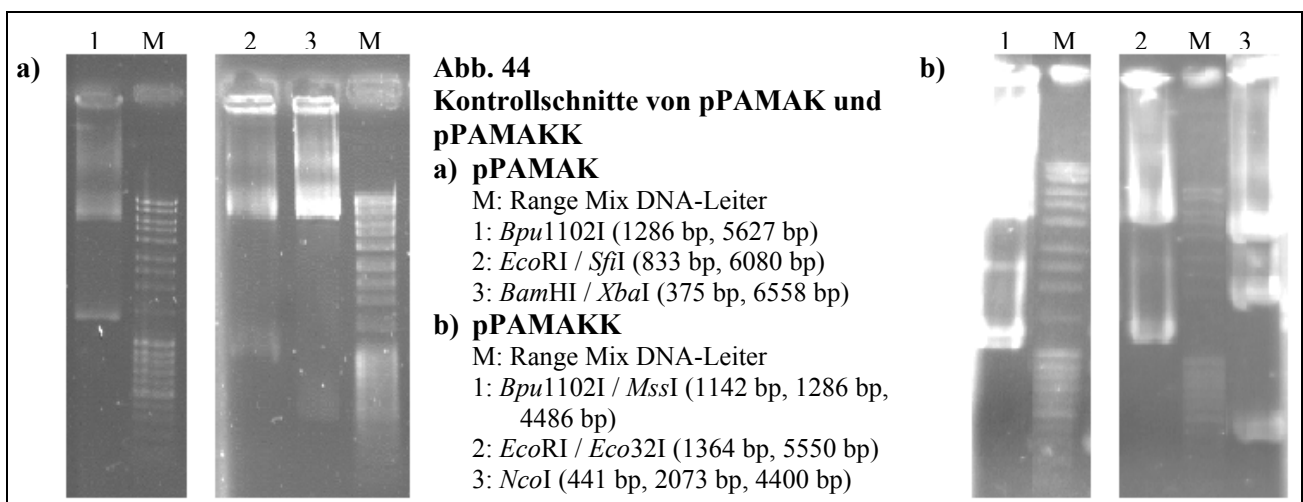 1 M 2 3 M
a)
Abb. 44
Kontrollschnitte von pPAMAK und
pPAMAKK
a) pPAMAK
M: Range Mix DNA-Leiter
1: Bpu1102I (1286 bp, 5627 bp)
2: EcoRI / SfiI (833 bp, 6080 bp)
3: BamHI / XbaI (375 bp, 6558 bp)
b) pPAMAKK
M: Range Mix DNA-Leiter
1: Bpu1102I / MssI (1142 bp, 1286 bp,
4486 bp)
2: EcoRI / Eco32I (1364 bp, 5550 bp)
3: NcoI (441 bp, 2073 bp, 4400 bp)
b)
1 M 2 M 3